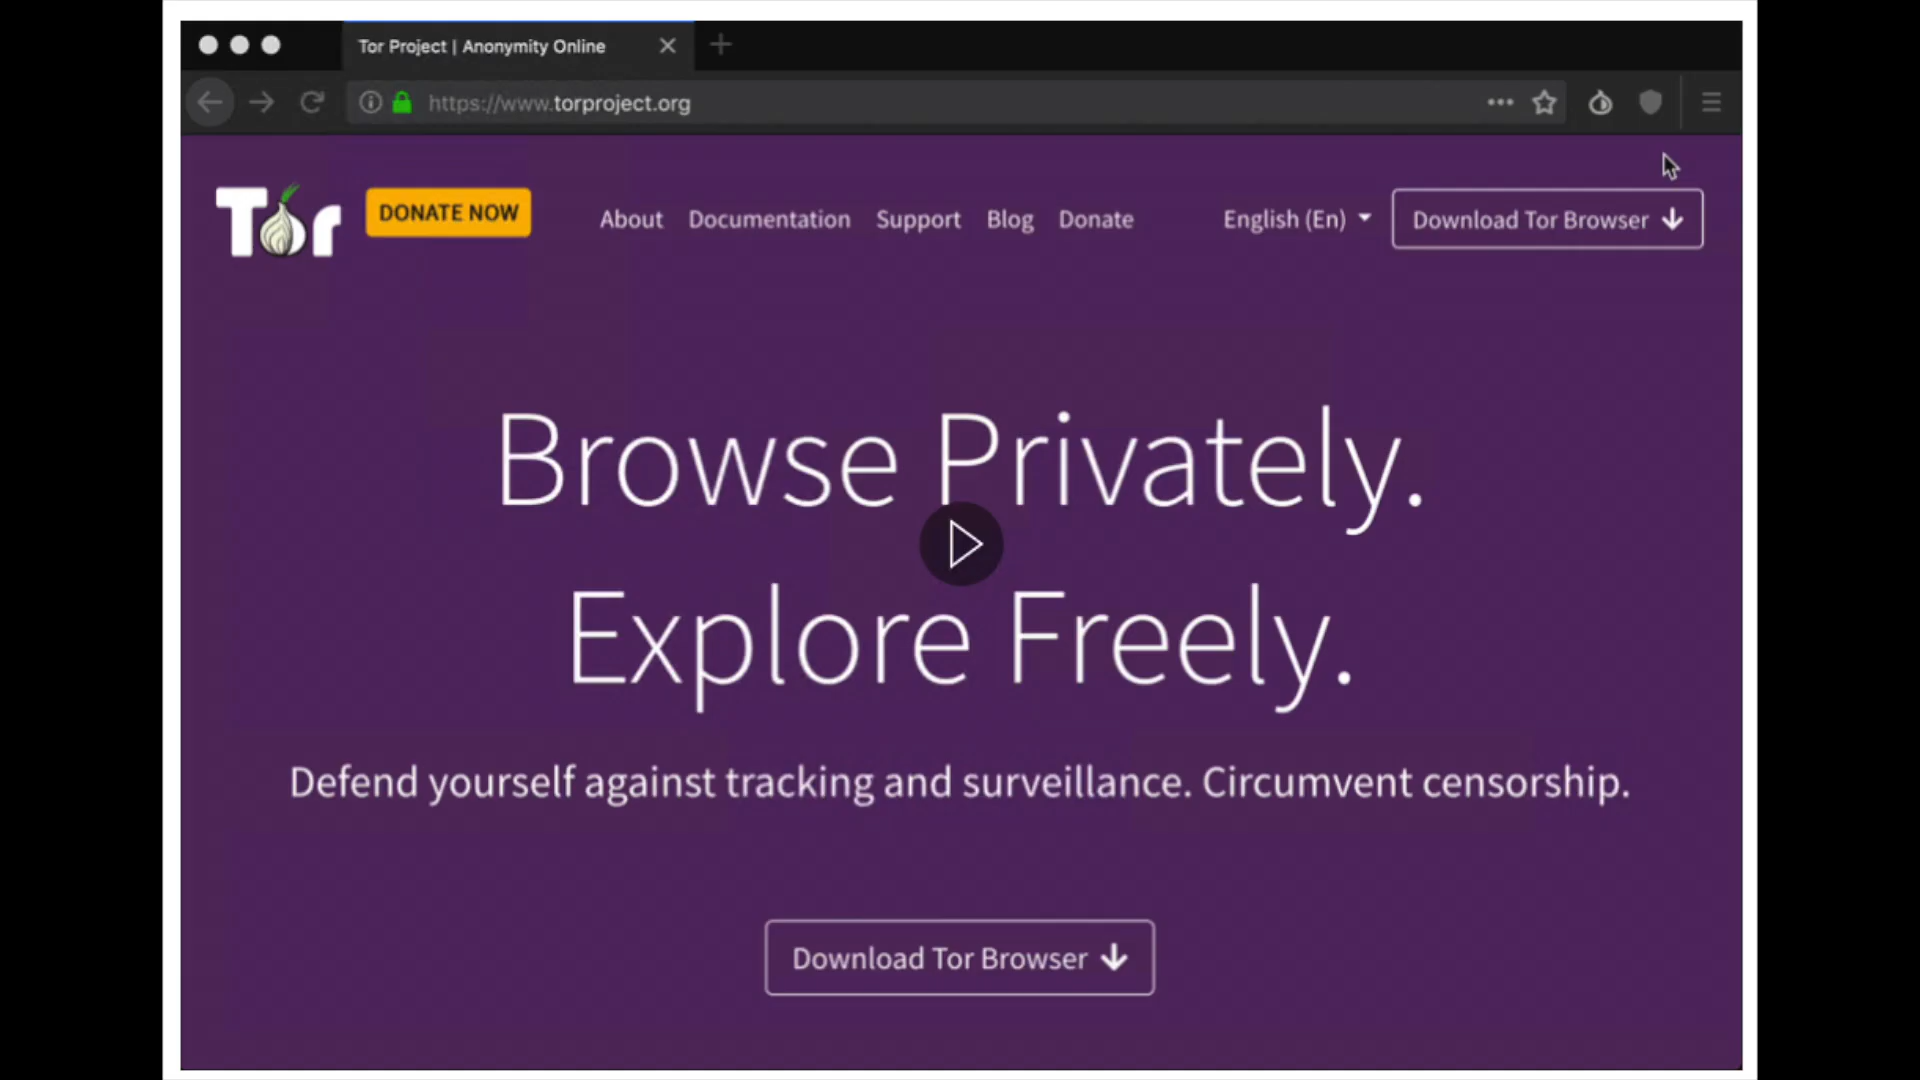 Tor Project | Anonymity Online
https://www.torproject.org
Tor
DONATE NOW
About Documentation Support Blog Donate
English (En)
Download Tor Browser
Browse Privately.
Explore Freely.
Defend yourself against tracking and surveillance. Circumvent censorship.
Download Tor Browser